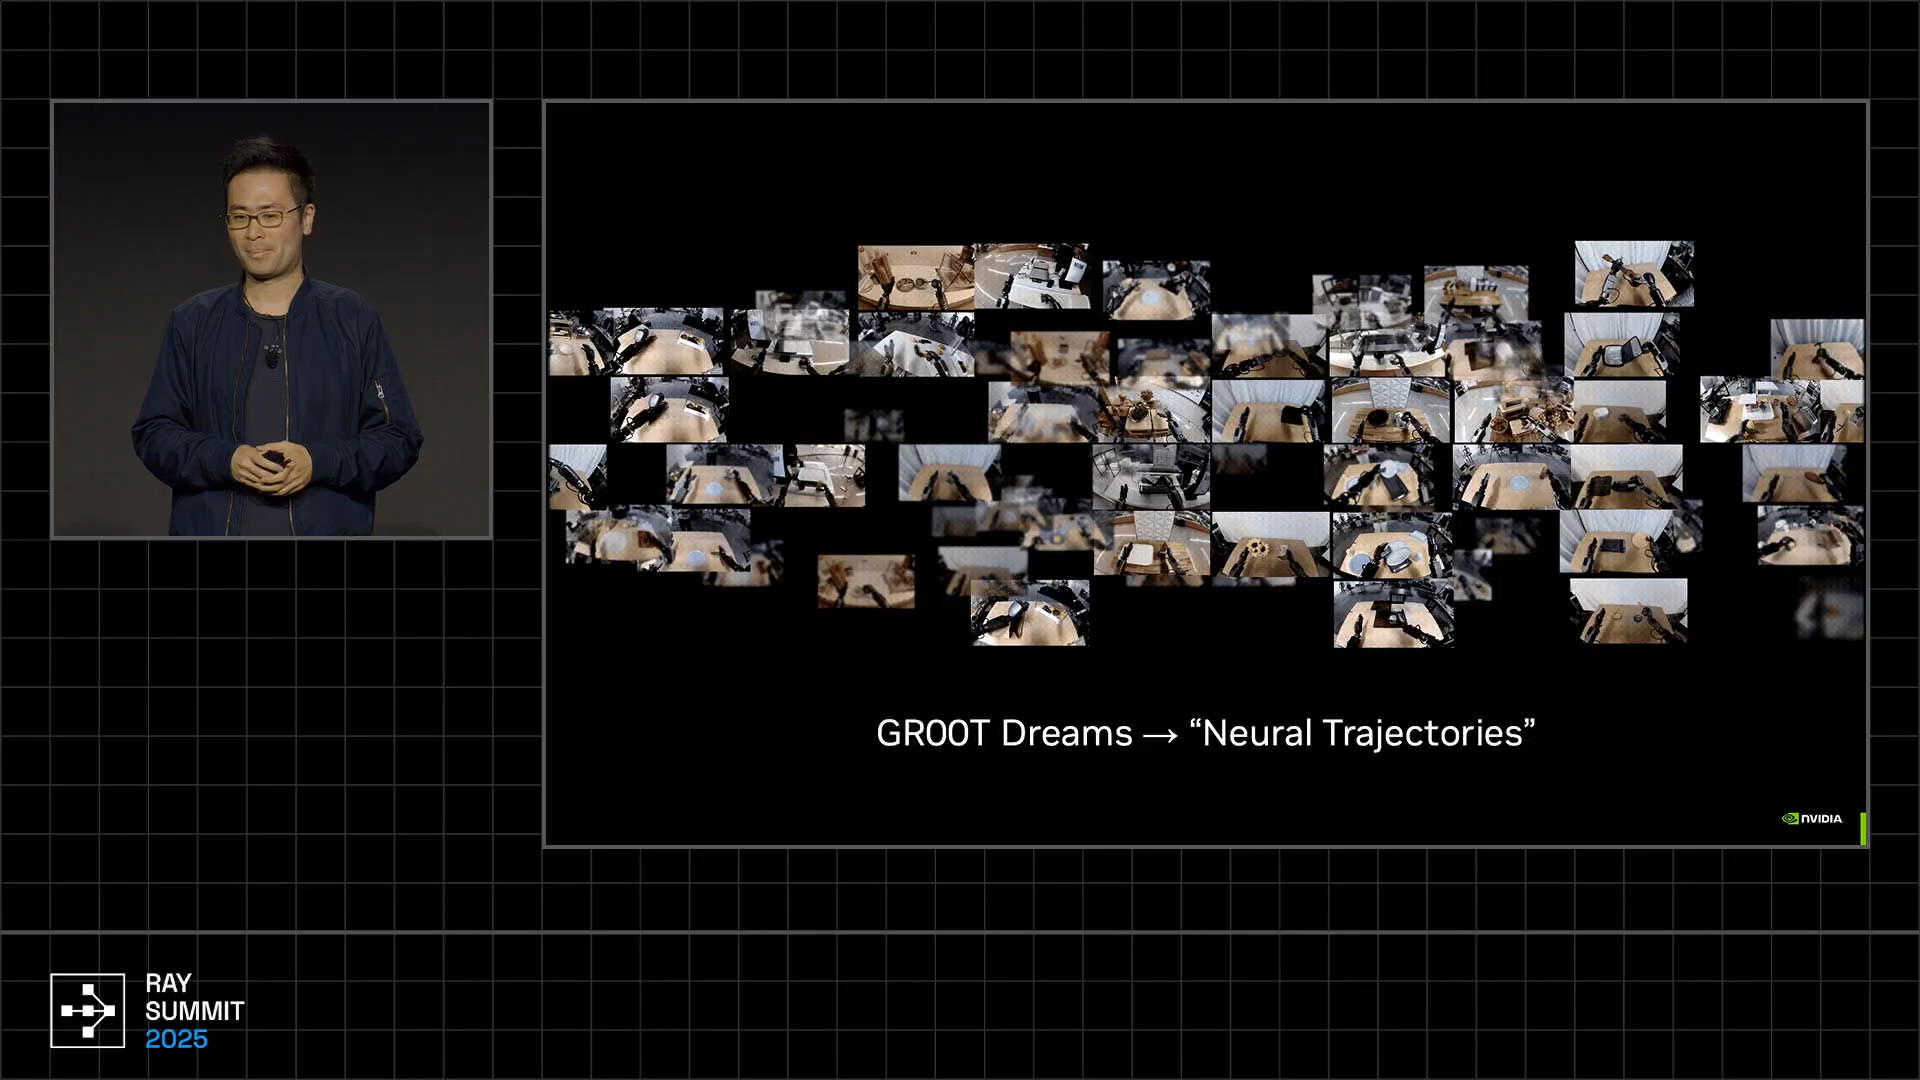 GR00T Dreams → “Neural Trajectories”
NVIDIA
RAY
SUMMIT
2025